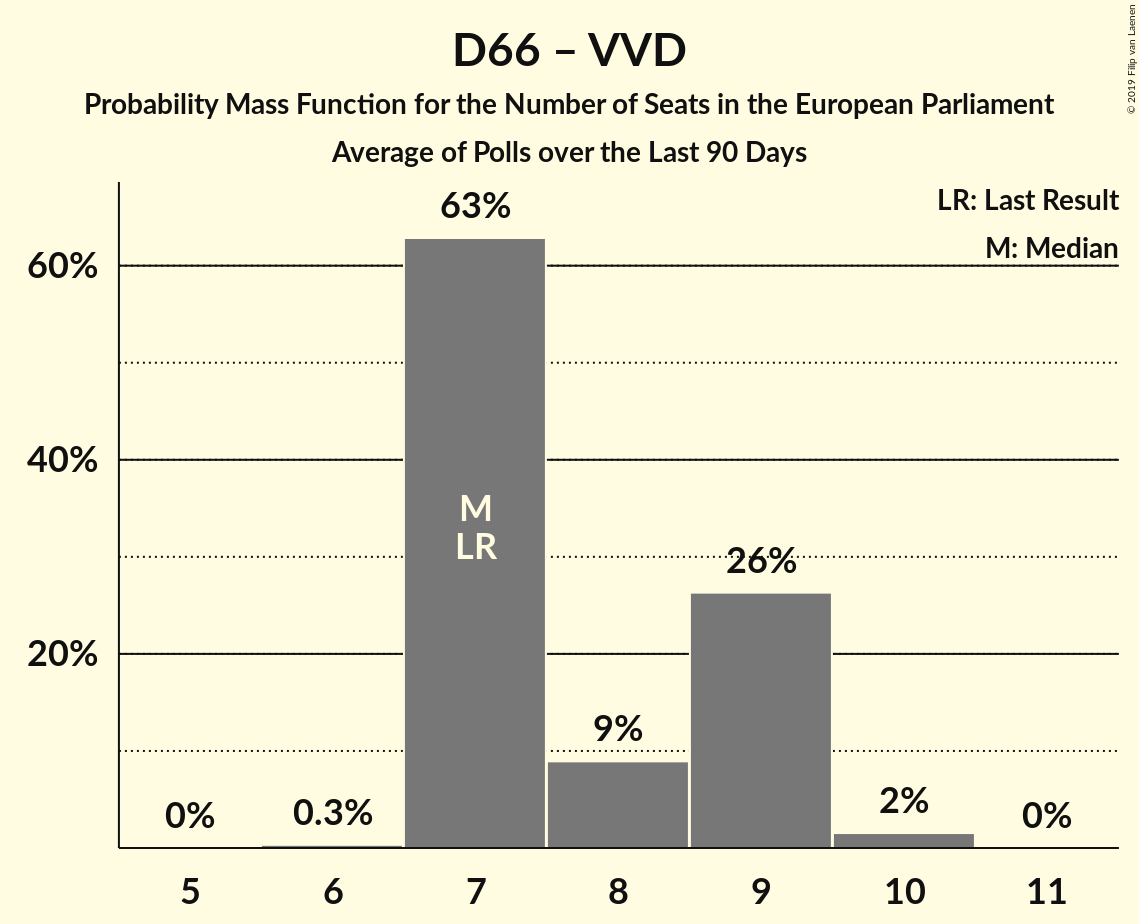 D66 – VVD
Probability Mass Function for the Number of Seats in the European Parliament
Average of Polls over the Last 90 Days
© 2019 Filip van Laenen
LR: Last Result
M: Median
60%
40%
20%
0%
0.3%
63%
M
LR
9%
26%
2%
0%
5 6 7 8 9 10 11